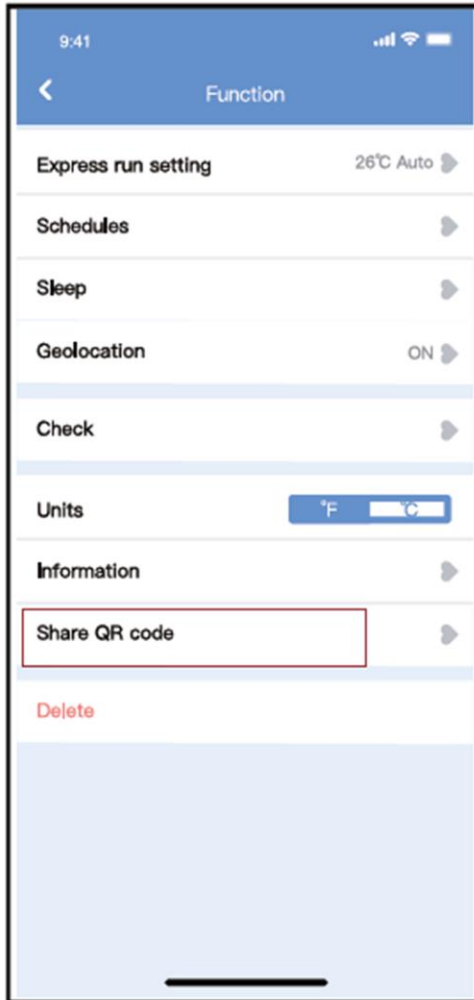 9:41
Function
Express run setting 26°C Auto
Schedules
Sleep
Geolocation ON
Check
Units °F °C
Information
Share QR code
Delete